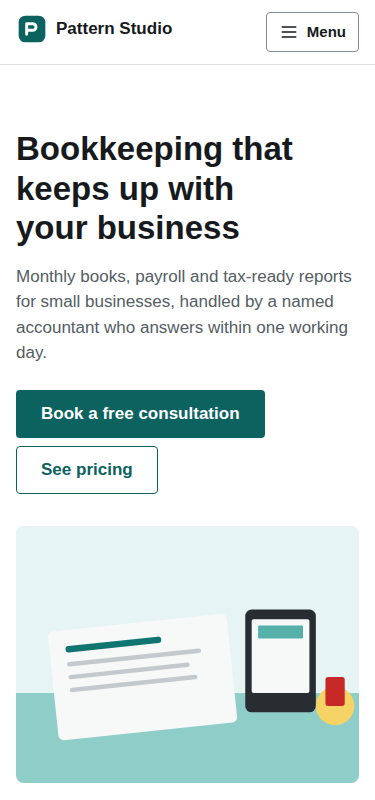 Pattern Studio
Menu
Bookkeeping that
keeps up with
your business
Monthly books, payroll and tax-ready reports
for small businesses, handled by a named
accountant who answers within one working
day.
Book a free consultation
See pricing